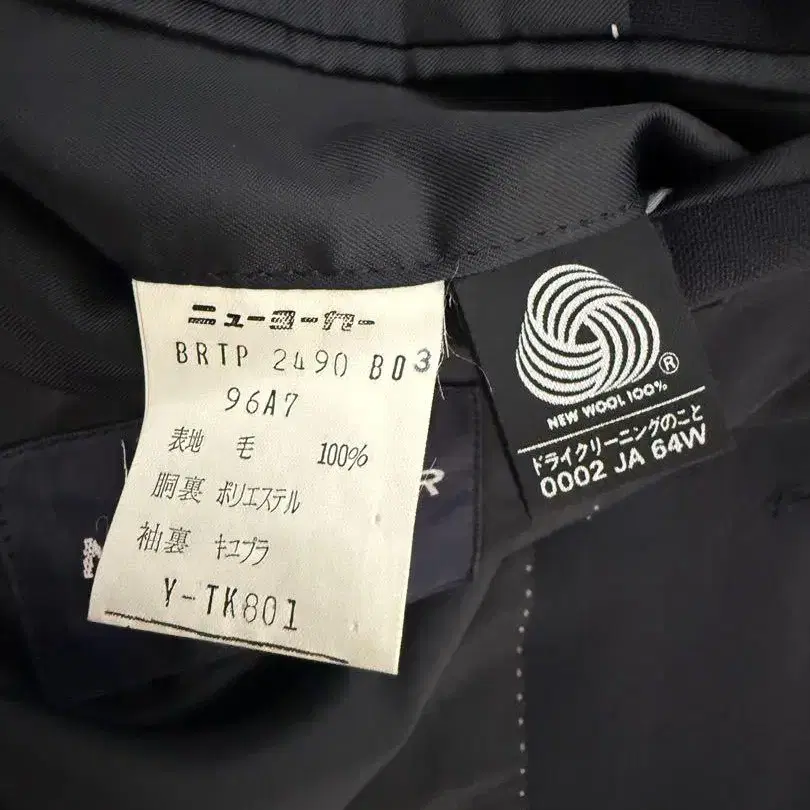 ニューヨーカー
BRTP 2490 B03
96A7
表地 毛 100%
胴裏 ポリエステル
袖裏 キュプラ
Y-TK801
®
NEW WOOL 100%
ドライクリーニングのこと
0002 JA 64W
R